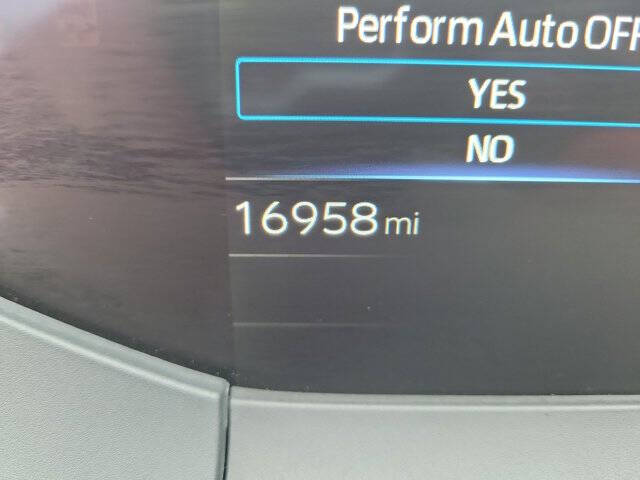 Perform Auto OFF
YES
NO
16958 mi